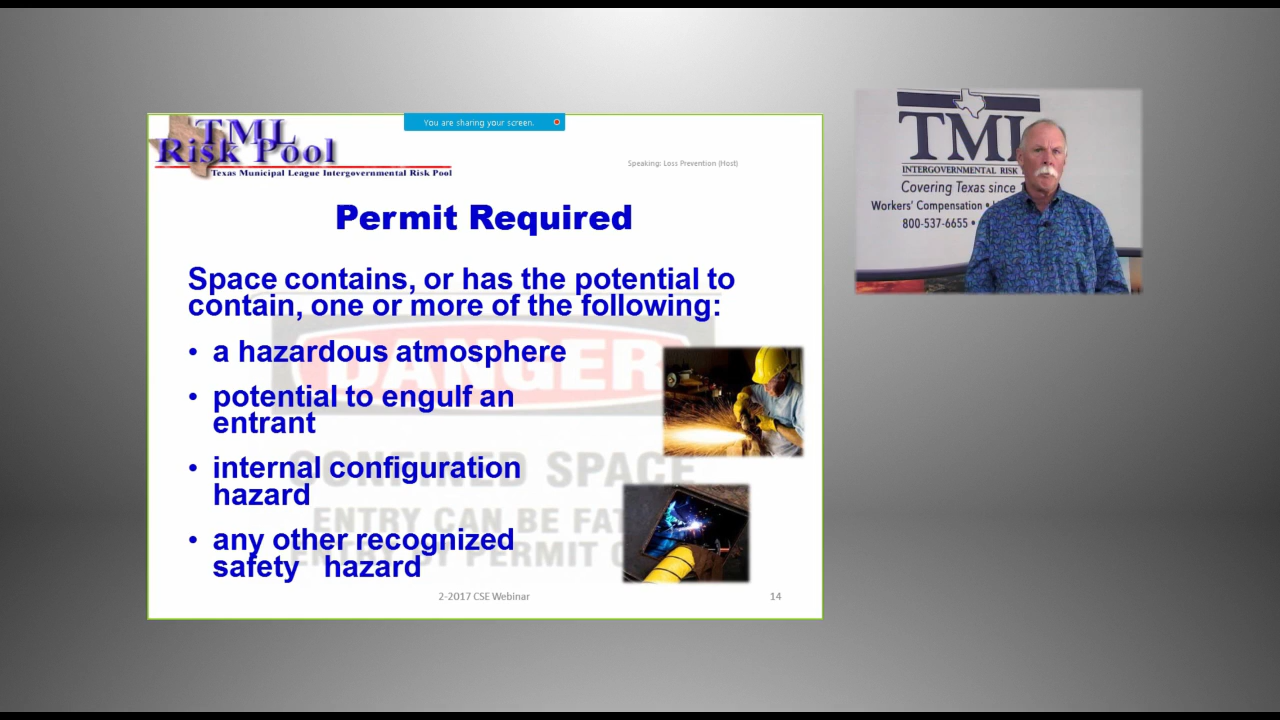 You are sharing your screen.
TML
Risk Pool
Texas Municipal League Intergovernmental Risk Pool
Speaking: Loss Prevention (Host)
Permit Required
Space contains, or has the potential to
contain, one or more of the following:
• a hazardous atmosphere
• potential to engulf an
entrant
• internal configuration
hazard
• any other recognized
safety hazard
DANGER
CONFINED SPACE
ENTRY CAN BE
PERMIT
2-2017 CSE Webinar
14
TML
INTERGOVERNMENTAL RISK
Covering Texas since
Workers' Compensation •
800-537-6655 •